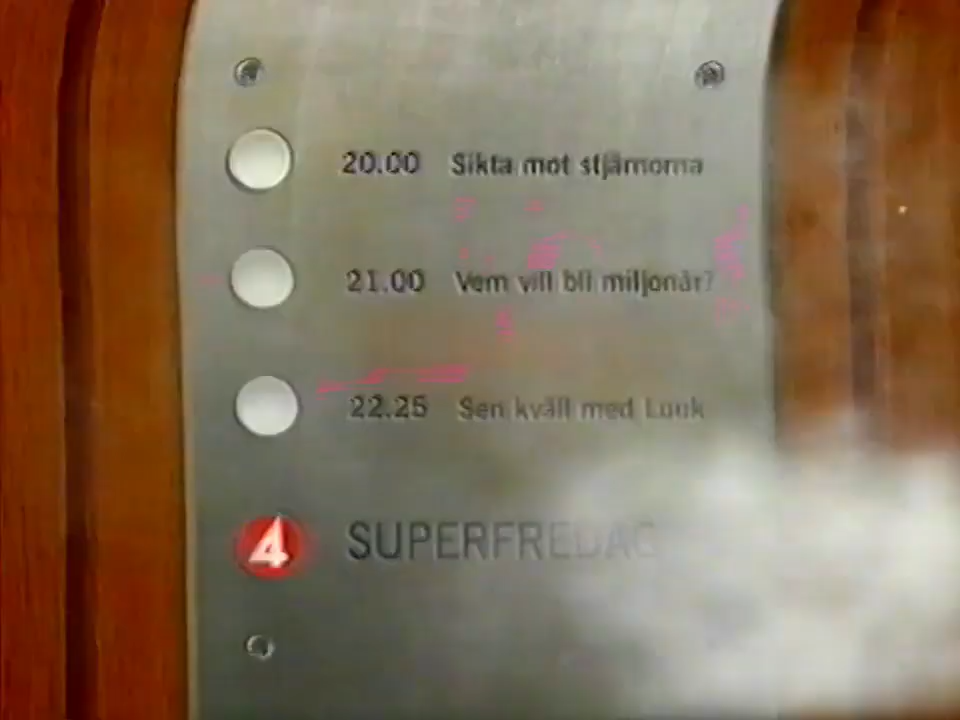 20.00 Sikta mot stjärnorna
21.00 Vem vill bli miljonär?
22.25 Sen kväll med Luuk
4 SUPERFREDAG